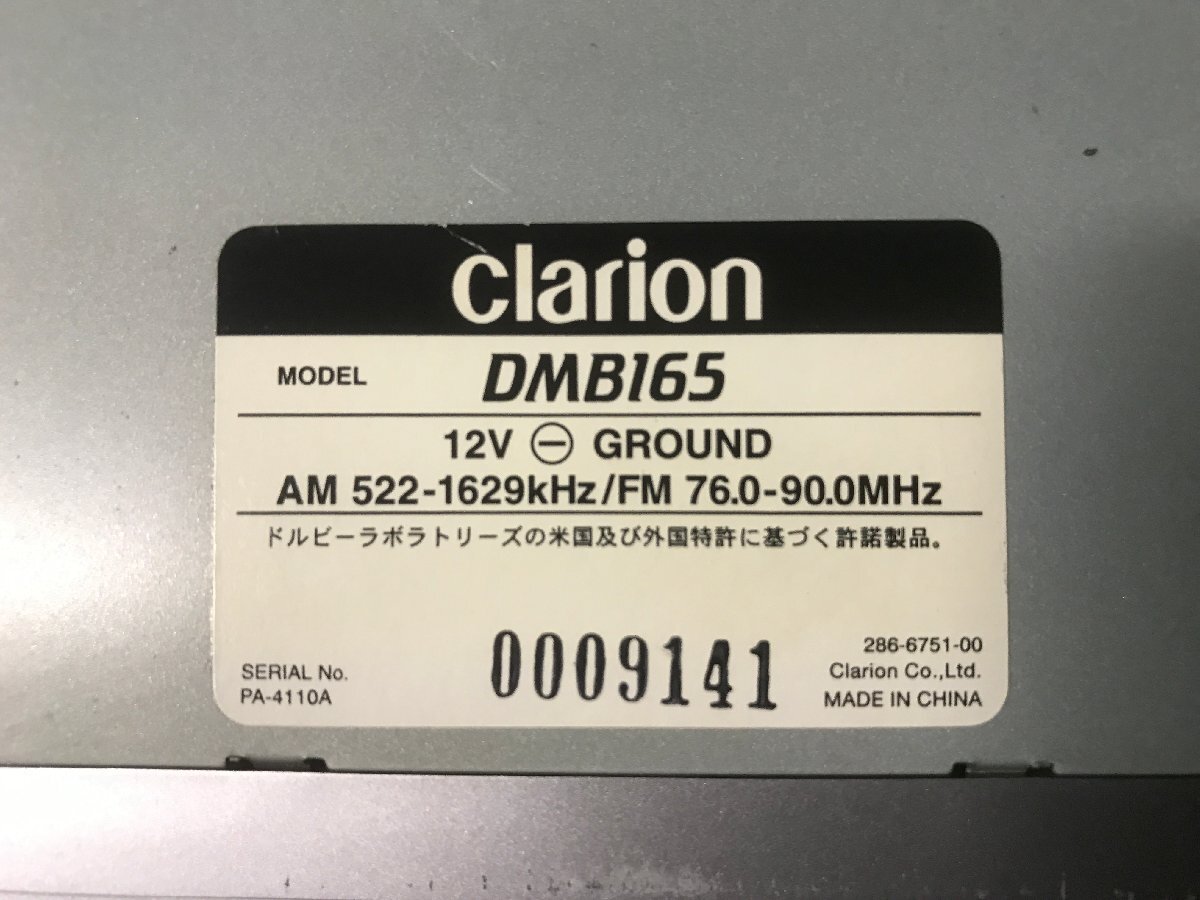 clarion
MODEL DMB165
12V ⊖ GROUND
AM 522-1629kHz/FM 76.0-90.0MHz
ドルビーラボラトリーズの米国及び外国特許に基づく許諾製品。
SERIAL No.
PA-4110A
0009141
286-6751-00
Clarion Co.,Ltd.
MADE IN CHINA